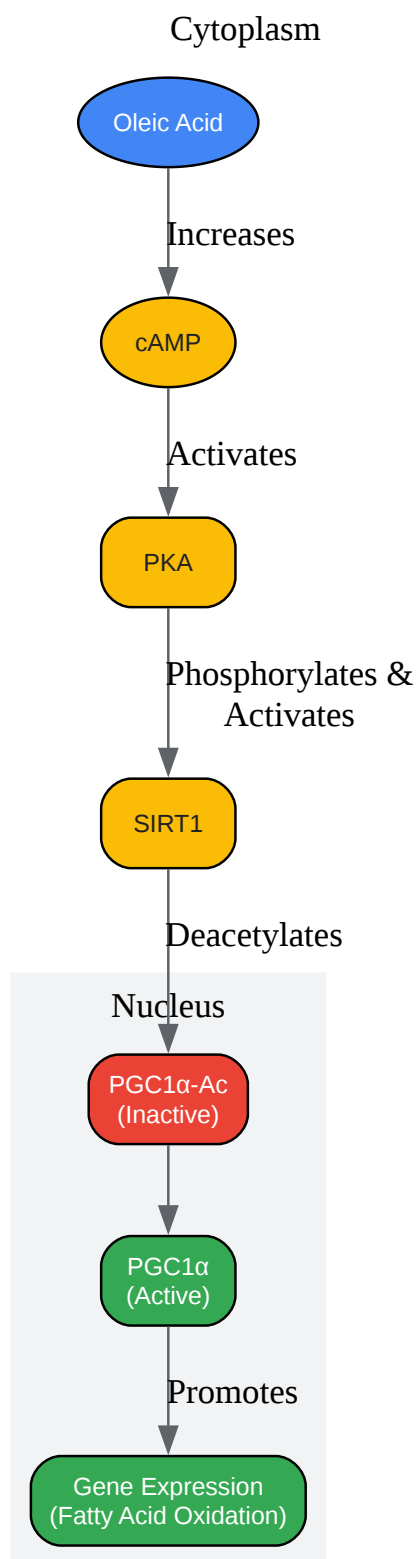 Cytoplasm
Oleic Acid
Increases
cAMP
Activates
PKA
Phosphorylates &
Activates
SIRT1
Deacetylates
Nucleus
PGC1α-Ac
(Inactive)
PGC1α
(Active)
Promotes
Gene Expression
(Fatty Acid Oxidation)